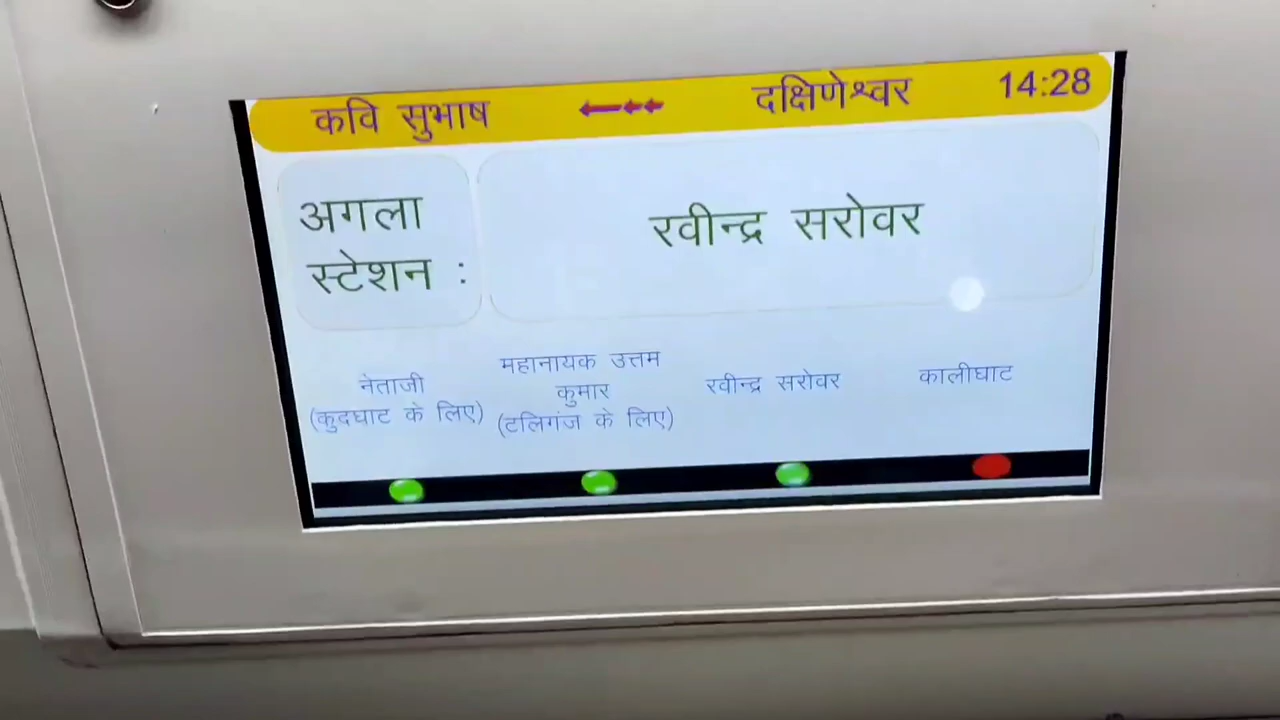 कवि सुभाष दक्षिणेश्वर 14:28
अगला
स्टेशन :
रवीन्द्र सरोवर
नेताजी
(कुदघाट के लिए)
महानायक उत्तम
कुमार
(टलिगंज के लिए)
रवीन्द्र सरोवर
कालीघाट